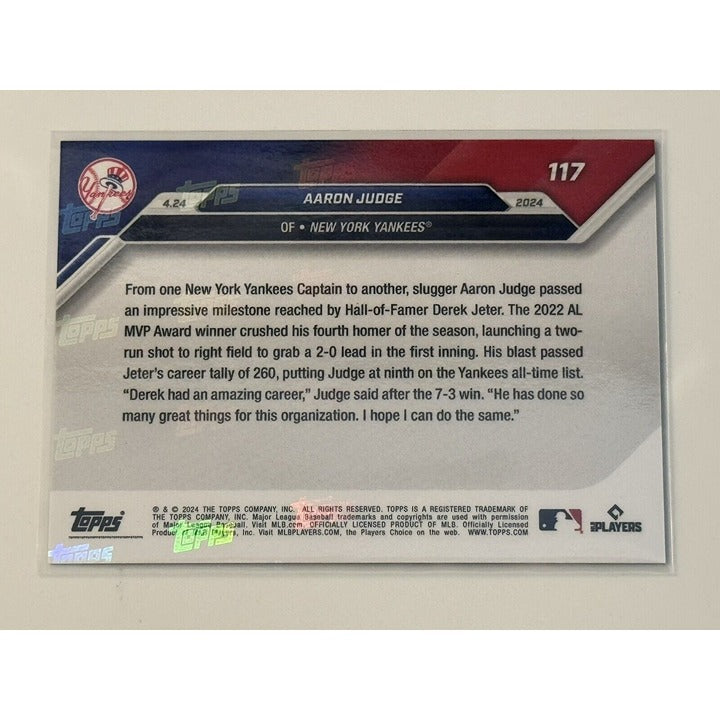 Yankees
117
AARON JUDGE
4.24
2024
OF • NEW YORK YANKEES®
From one New York Yankees Captain to another, slugger Aaron Judge passed
an impressive milestone reached by Hall-of-Famer Derek Jeter. The 2022 AL
MVP Award winner crushed his fourth homer of the season, launching a two-
run shot to right field to grab a 2-0 lead in the first inning. His blast passed
Jeter's career tally of 260, putting Judge at ninth on the Yankees all-time list.
“Derek had an amazing career,” Judge said after the 7-3 win. “He has done so
many great things for this organization. I hope I can do the same.”
Topps
® & © 2024 THE TOPPS COMPANY, INC. ALL RIGHTS RESERVED. TOPPS IS A REGISTERED TRADEMARK OF
THE TOPPS COMPANY, INC. Major League Baseball trademarks and copyrights are used with permission
of Major League Baseball. Visit MLB.com. OFFICIALLY LICENSED PRODUCT OF MLB. Officially Licensed
Product Players, Inc. Visit MLBPLAYERS.COM, the Players Choice on the web. WWW.TOPPS.COM
MLB PLAYERS
Topps
Topps
Topps
Topps
Topps